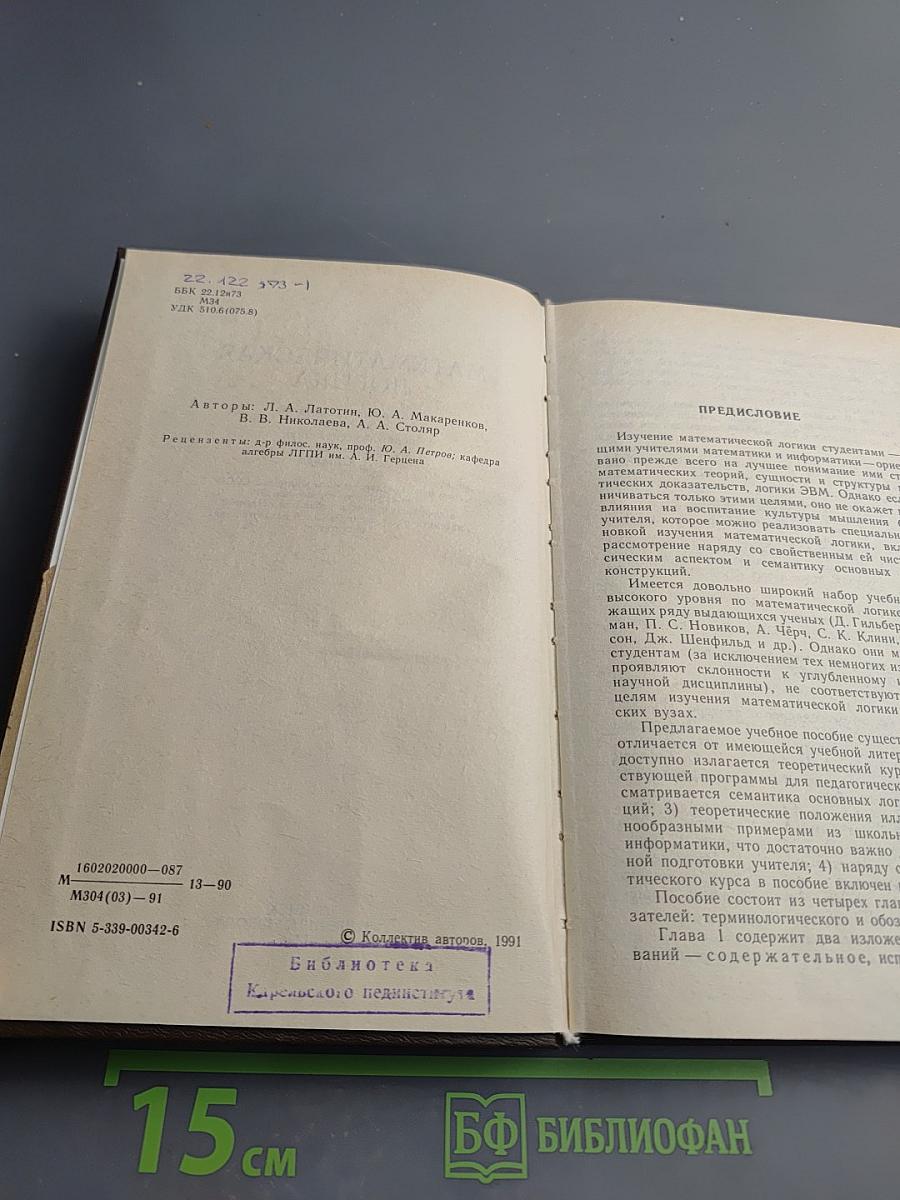 22.122 я73-1
ББК 22.12я73
М34
УДК 510.6(075.8)
Авторы: Л. А. Латотин, Ю. А. Макаренков,
В. В. Николаева, А. А. Столяр
Рецензенты: д-р филос. наук, проф. Ю. А. Петров; кафедра
алгебры ЛГПИ им. А. И. Герцена
1602020000—087
М 13—90
М304(03)—91
ISBN 5-339-00342-6
© Коллектив авторов, 1991
Библиотека
Карельского пединститута
ПРЕДИСЛОВИЕ
Изучение математической логики студентами —
щими учителями математики и информатики — орие
вано прежде всего на лучшее понимание ими ст
математических теорий, сущности и структуры
тических доказательств, логики ЭВМ. Однако есл
ничиваться только этими целями, оно не окажет
влияния на воспитание культуры мышления
учителя, которое можно реализовать специальн
новкой изучения математической логики, вкл
рассмотрение наряду со свойственным ей чис
сическим аспектом и семантику основных
конструкций.
Имеется довольно широкий набор учебн
высокого уровня по математической логике
жащих ряду выдающихся ученых (Д. Гильбер
ман, П. С. Новиков, А. Чёрч, С. К. Клини,
сон, Дж. Шенфильд и др.). Однако они м
студентам (за исключением тех немногих из
проявляют склонности к углубленному и
научной дисциплины), не соответствуют
целям изучения математической логики
ских вузах.
Предлагаемое учебное пособие сущест
отличается от имеющейся учебной литер
доступно излагается теоретический кур
ствующей программы для педагогическ
сматривается семантика основных лог
ций; 3) теоретические положения илл
нообразными примерами из школь
информатики, что достаточно важно
ной подготовки учителя; 4) наряду с
тического курса в пособие включен
Пособие состоит из четырех глав
зателей: терминологического и обоз
Глава 1 содержит два изложе
ваний — содержательное, исп
15 см
БФ БИБЛИОФАН